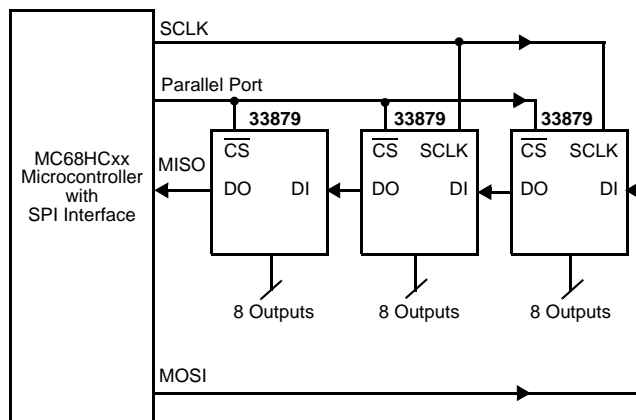 SCLK
Parallel Port
33879
33879
33879
MC68HCxx
Microcontroller
with
SPI Interface
MISO
CS
DO DI
CS SCLK
DO DI
CS SCLK
DO DI
8 Outputs
8 Outputs
8 Outputs
MOSI